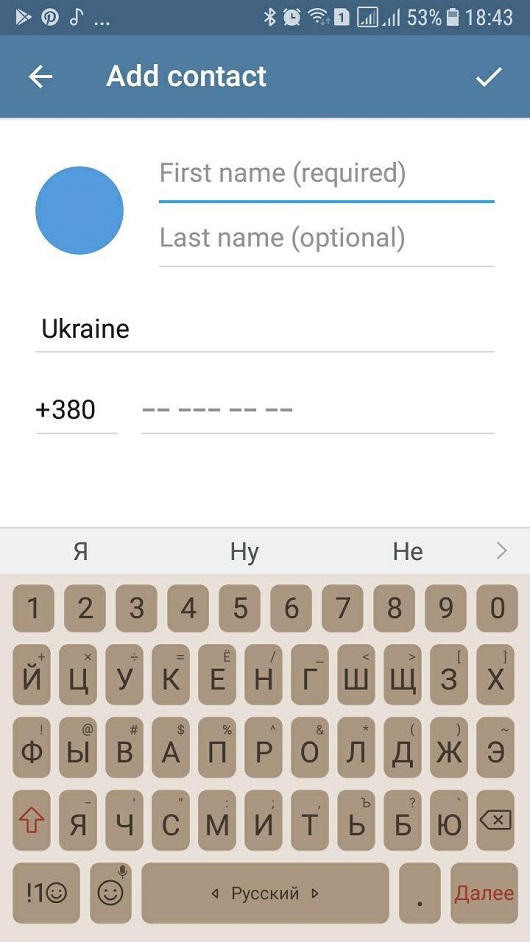 ... 1 53% 18:43
Add contact
First name (required)
Last name (optional)
Ukraine
+380 -- --- -- --
Я Ну Не
1 2 3 4 5 6 7 8 9 0
+ × ÷ = Ё / _ < > [ ]
Й Ц У К Е Н Г Ш Щ З Х
! @ # $ % ^ & * ( ) ~
Ф Ы В А П Р О Л Д Ж Э
- ' " : ; , Ъ ? `
Я Ч С М И Т Ь Б Ю
!1☺ Русский . Далее